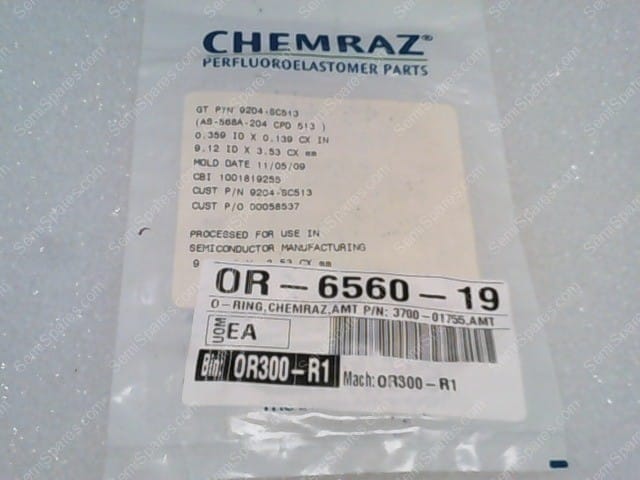 CHEMRAZ®
PERFLUOROELASTOMER PARTS
GT P/N 9204-SC513
(AS-568A-204 CPD 513 )
0.359 ID X 0.139 CX IN
9.12 ID X 3.53 CX mm
MOLD DATE 11/05/09
CBI 1001819255
CUST P/N 9204-SC513
CUST P/O 00058537
PROCESSED FOR USE IN
SEMICONDUCTOR MANUFACTURING
OR-6560-19
O-RING,CHEMRAZ,AMT P/N: 3700-01755,AMT
UOM
EA
Bin: OR300-R1 Mach: OR300-R1
SemiSpares.com